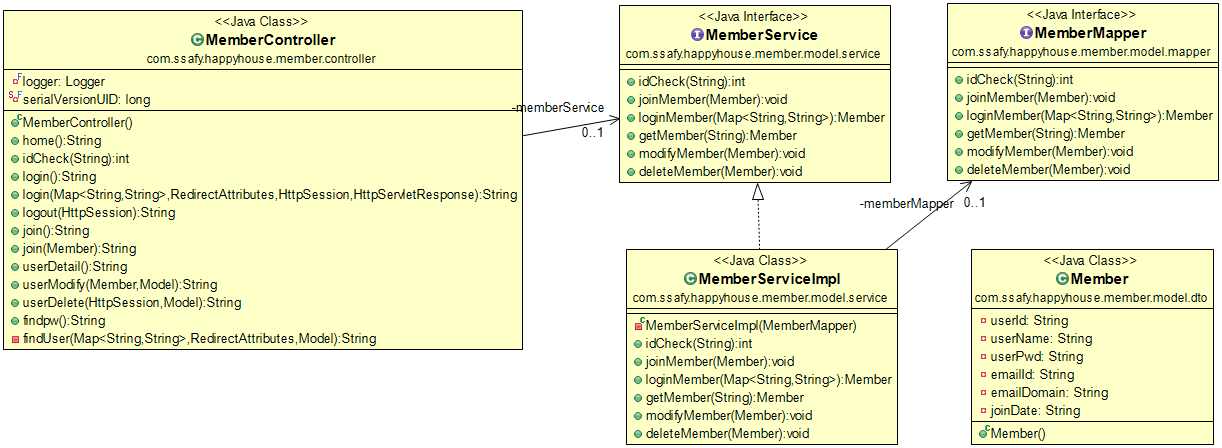 <<Java Class>>
MemberController
com.ssafy.happyhouse.member.controller
logger: Logger
serialVersionUID: long
MemberController()
home():String
idCheck(String):int
login():String
login(Map<String,String>,RedirectAttributes,HttpSession,HttpServletResponse):String
logout(HttpSession):String
join():String
join(Member):String
userDetail():String
userModify(Member,Model):String
userDelete(HttpSession,Model):String
findpw():String
findUser(Map<String,String>,RedirectAttributes,Model):String
-memberService
0..1
<<Java Interface>>
MemberService
com.ssafy.happyhouse.member.model.service
idCheck(String):int
joinMember(Member):void
loginMember(Map<String,String>):Member
getMember(String):Member
modifyMember(Member):void
deleteMember(Member):void
<<Java Interface>>
MemberMapper
com.ssafy.happyhouse.member.model.mapper
idCheck(String):int
joinMember(Member):void
loginMember(Map<String,String>):Member
getMember(String):Member
modifyMember(Member):void
deleteMember(Member):void
-memberMapper
0..1
<<Java Class>>
MemberServiceImpl
com.ssafy.happyhouse.member.model.service
MemberServiceImpl(MemberMapper)
idCheck(String):int
joinMember(Member):void
loginMember(Map<String,String>):Member
getMember(String):Member
modifyMember(Member):void
deleteMember(Member):void
<<Java Class>>
Member
com.ssafy.happyhouse.member.model.dto
userId: String
userName: String
userPwd: String
emailId: String
emailDomain: String
joinDate: String
Member()